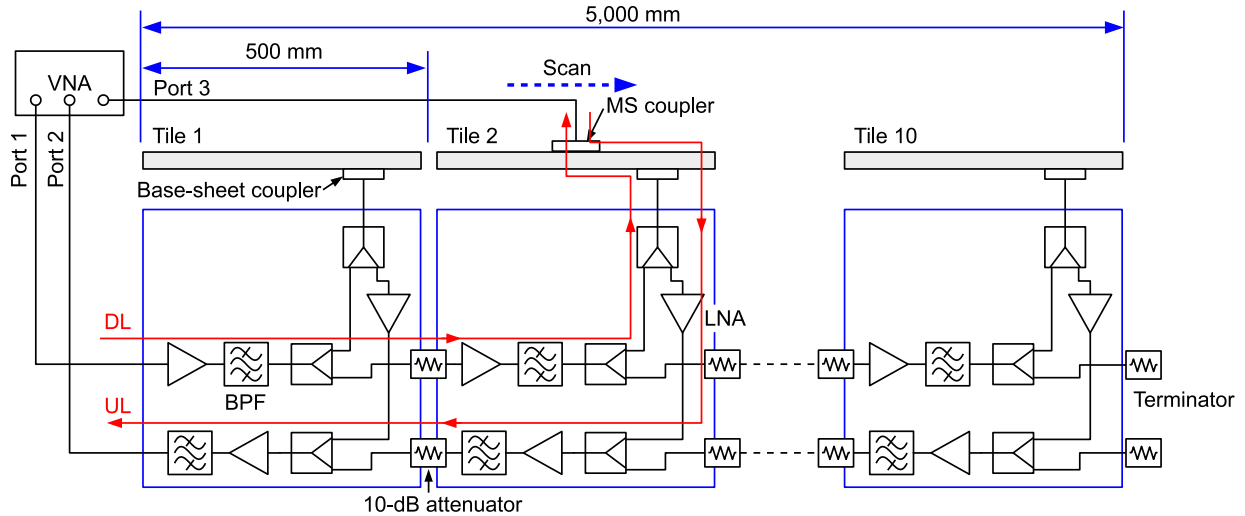 5,000 mm
500 mm
Scan
VNA
Port 3
MS coupler
Port 1
Port 2
Tile 1
Tile 2
Tile 10
Base-sheet coupler
DL
LNA
BPF
Terminator
UL
10-dB attenuator